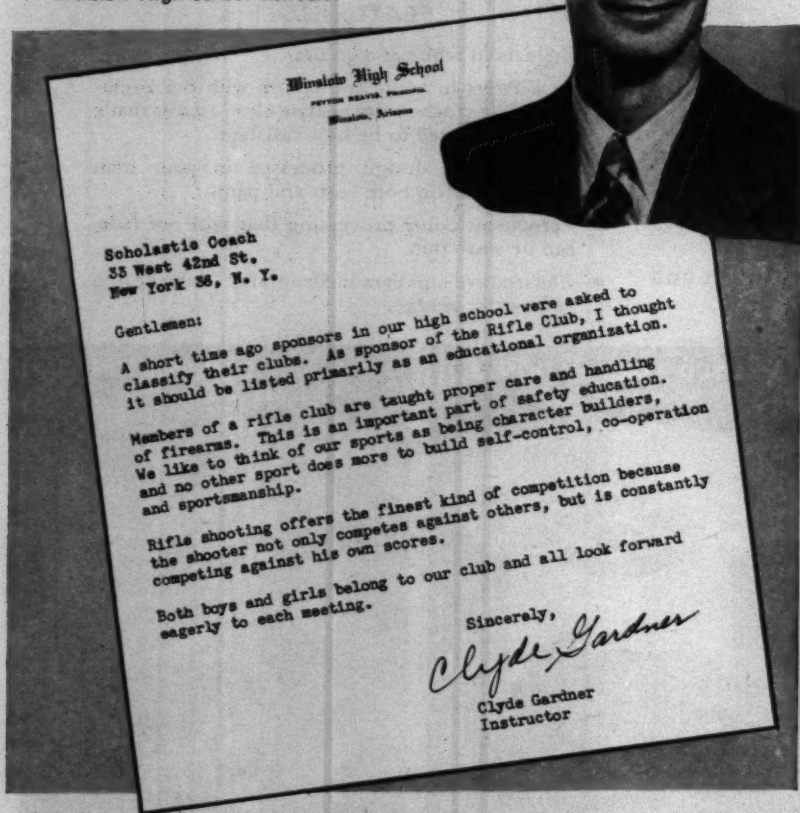 Winslow High School
PEYTON REAVIS, PRINCIPAL
Winslow, Arizona
Scholastic Coach
33 West 42nd St.
New York 36, N. Y.
Gentlemen:
A short time ago sponsors in our high school were asked to
classify their clubs. As sponsor of the Rifle Club, I thought
it should be listed primarily as an educational organization.
Members of a rifle club are taught proper care and handling
of firearms. This is an important part of safety education.
We like to think of our sports as being character builders,
and no other sport does more to build self-control, co-operation
and sportsmanship.
Rifle shooting offers the finest kind of competition because
the shooter not only competes against others, but is constantly
competing against his own scores.
Both boys and girls belong to our club and all look forward
eagerly to each meeting.
Sincerely,
Clyde Gardner
Clyde Gardner
Instructor